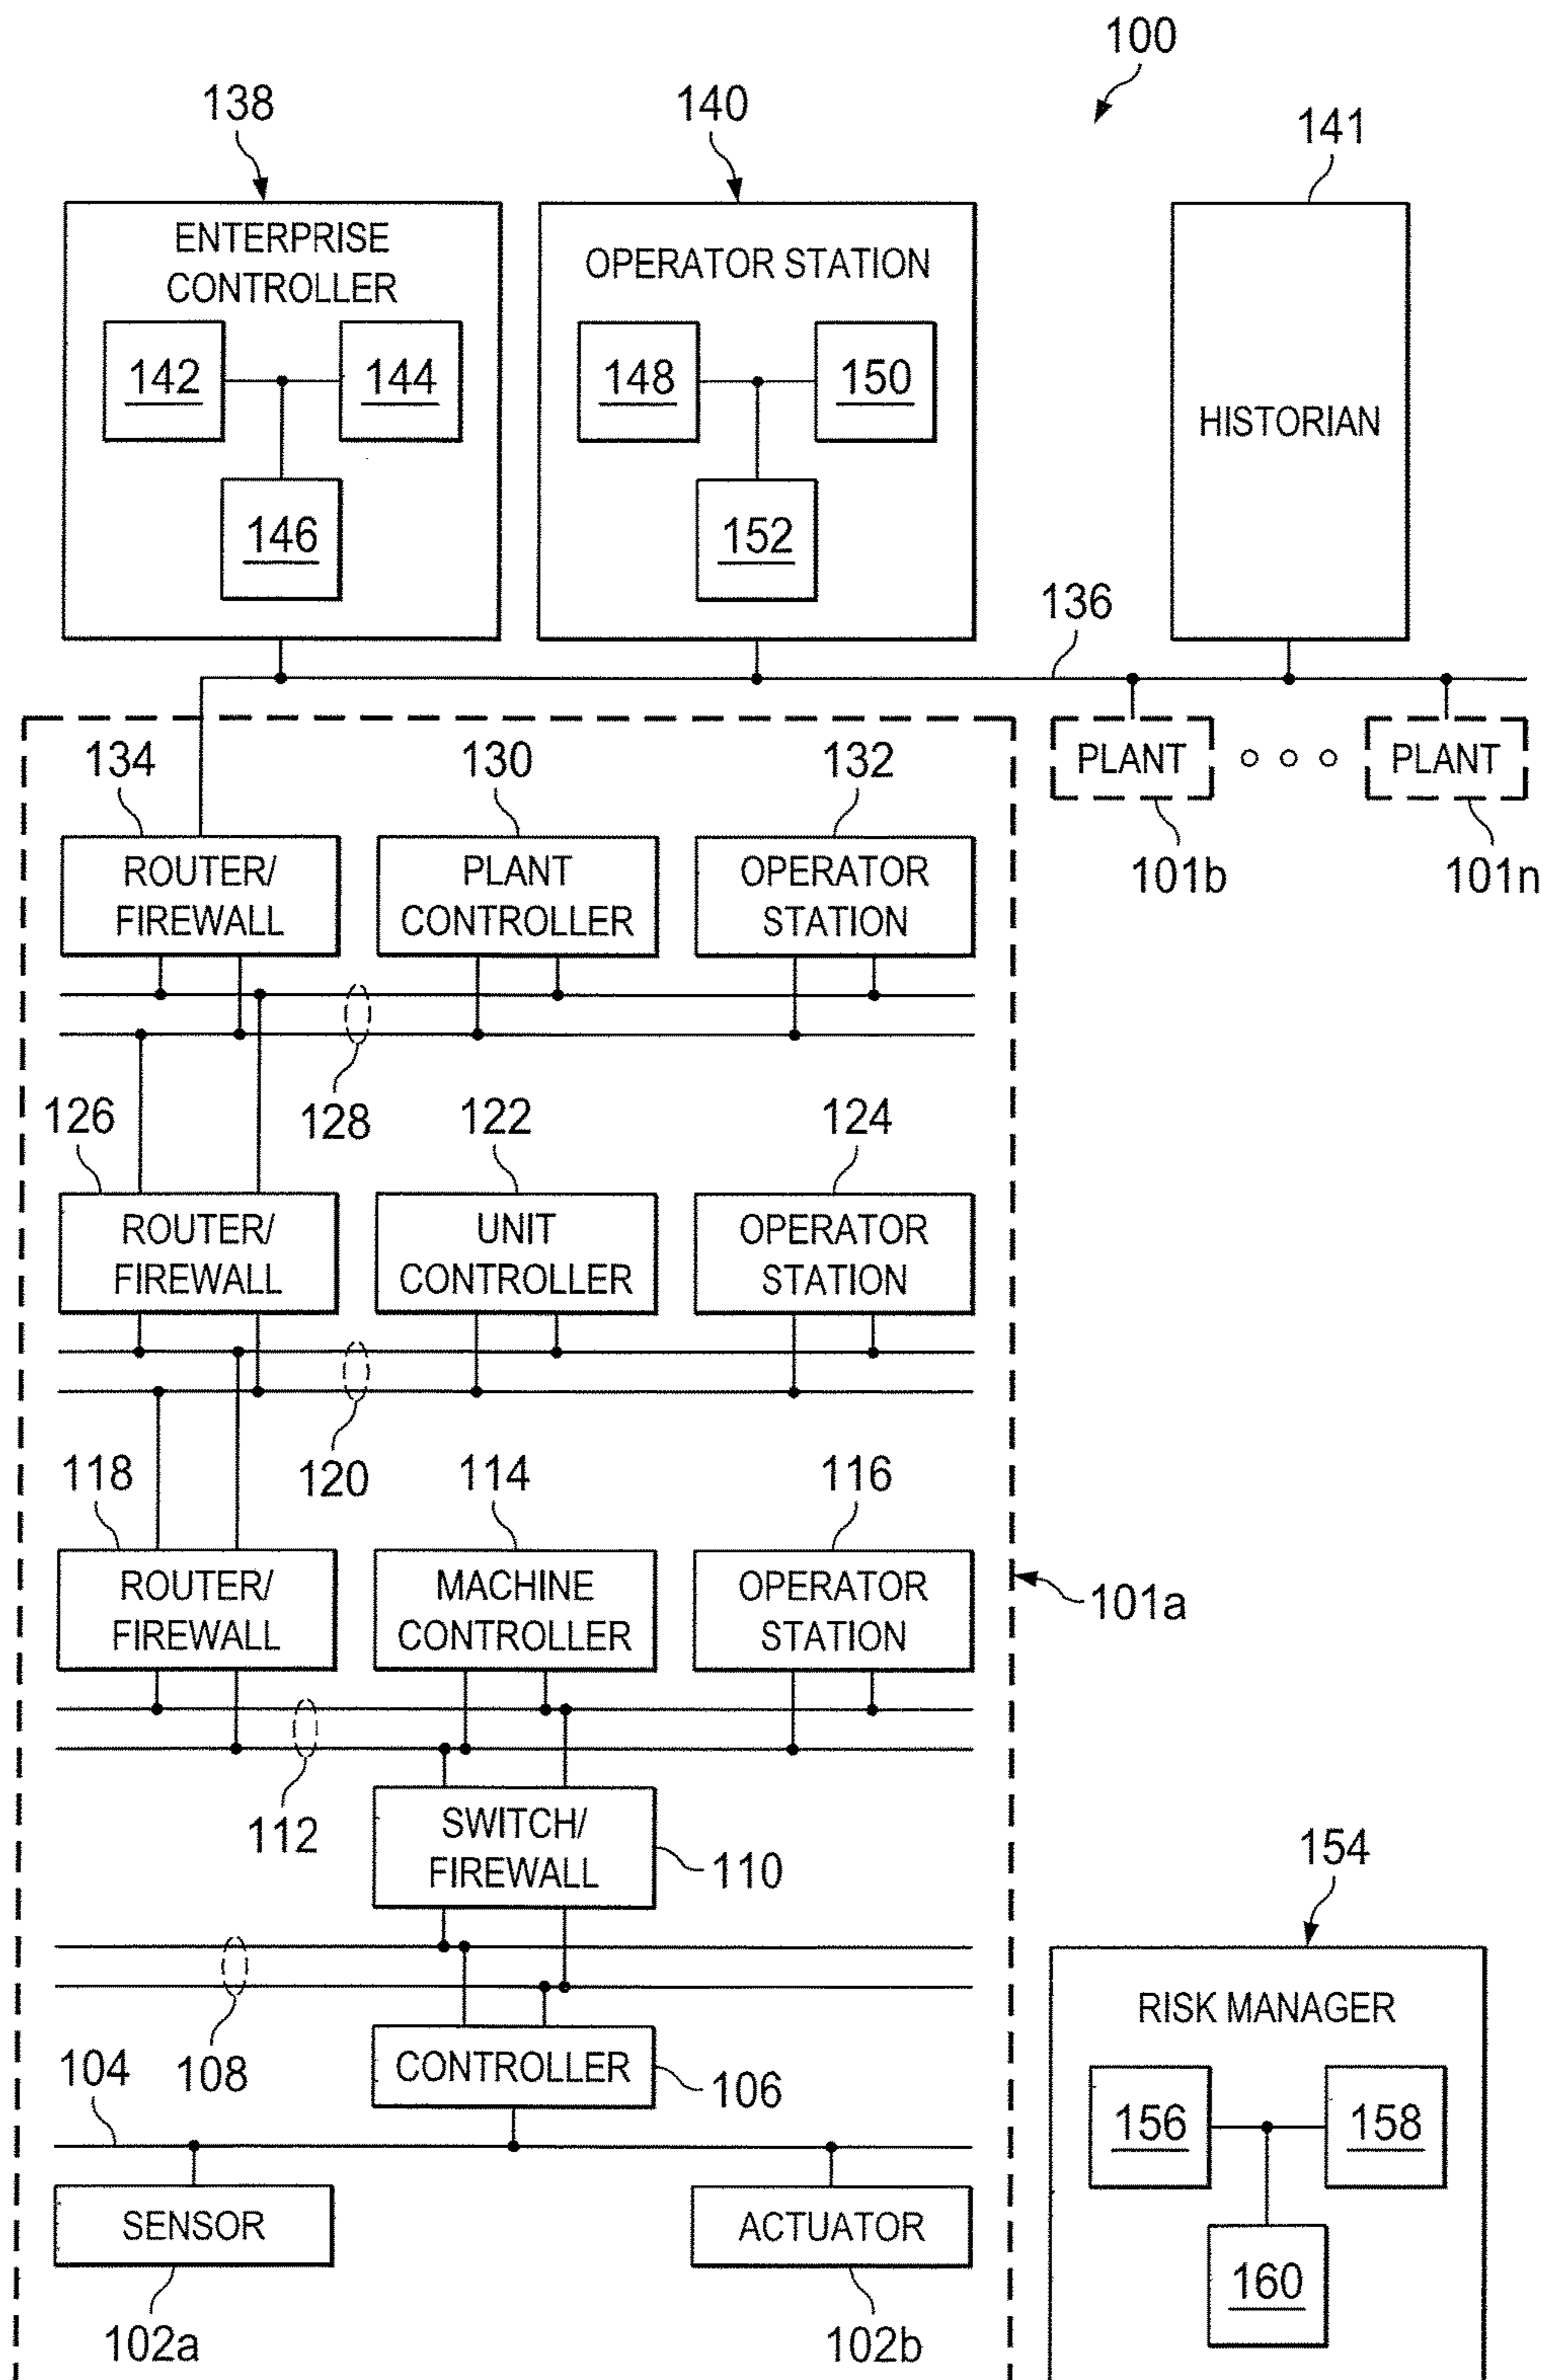 100
138
140
141
ENTERPRISE
CONTROLLER
142
144
146
OPERATOR STATION
148
150
152
HISTORIAN
136
PLANT
PLANT
101b
101n
134
130
132
ROUTER/
FIREWALL
PLANT
CONTROLLER
OPERATOR
STATION
128
126
122
124
ROUTER/
FIREWALL
UNIT
CONTROLLER
OPERATOR
STATION
120
118
114
116
ROUTER/
FIREWALL
MACHINE
CONTROLLER
OPERATOR
STATION
101a
112
SWITCH/
FIREWALL
110
108
CONTROLLER
106
104
SENSOR
ACTUATOR
102a
102b
154
RISK MANAGER
156
158
160